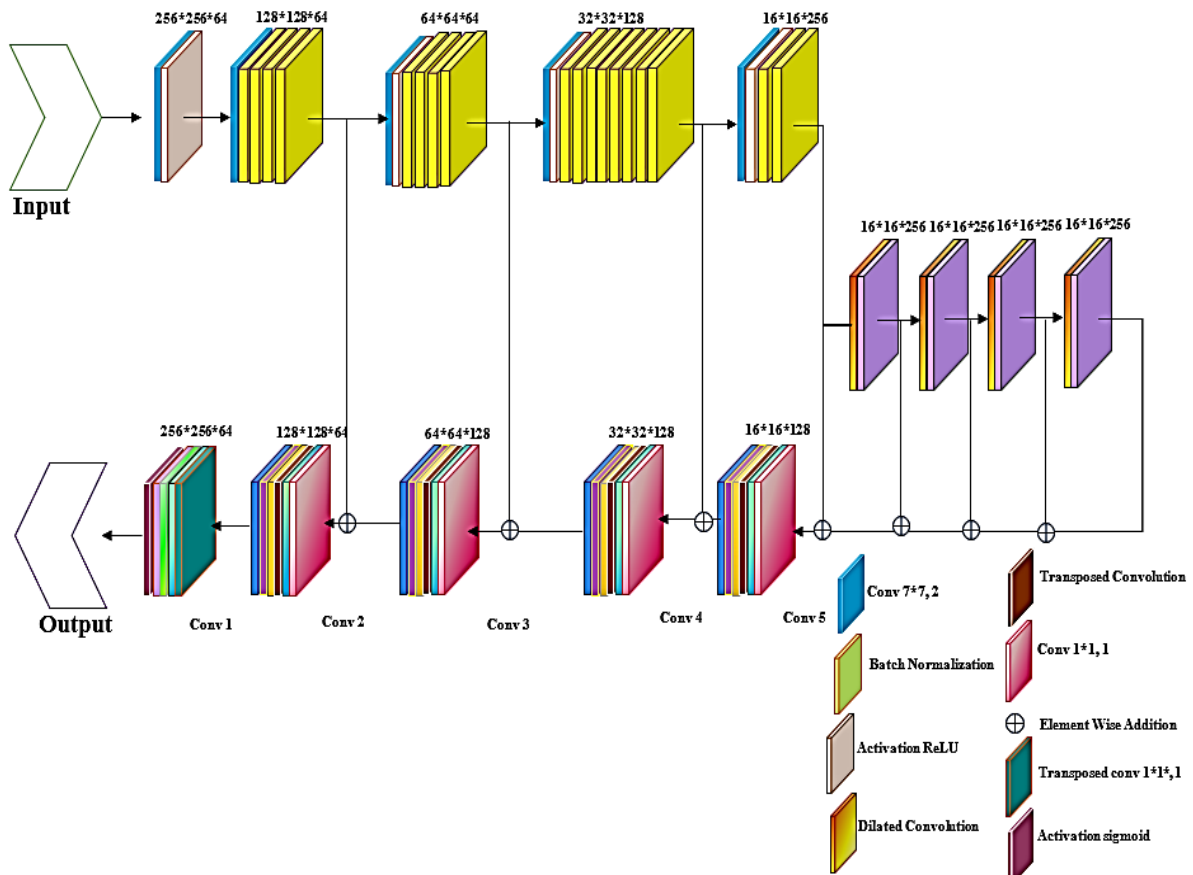 256*256*64
128*128*64
64*64*64
32*32*128
16*16*256
Input
16*16*256
16*16*256
16*16*256
16*16*256
256*256*64
128*128*64
64*64*128
32*32*128
16*16*128
Output
Conv 1
Conv 2
Conv 3
Conv 4
Conv 5
Conv 7*7, 2
Transposed Convolution
Batch Normalization
Conv 1*1, 1
Activation ReLU
Element Wise Addition
Transposed conv 1*1*,1
Dilated Convolution
Activation sigmoid